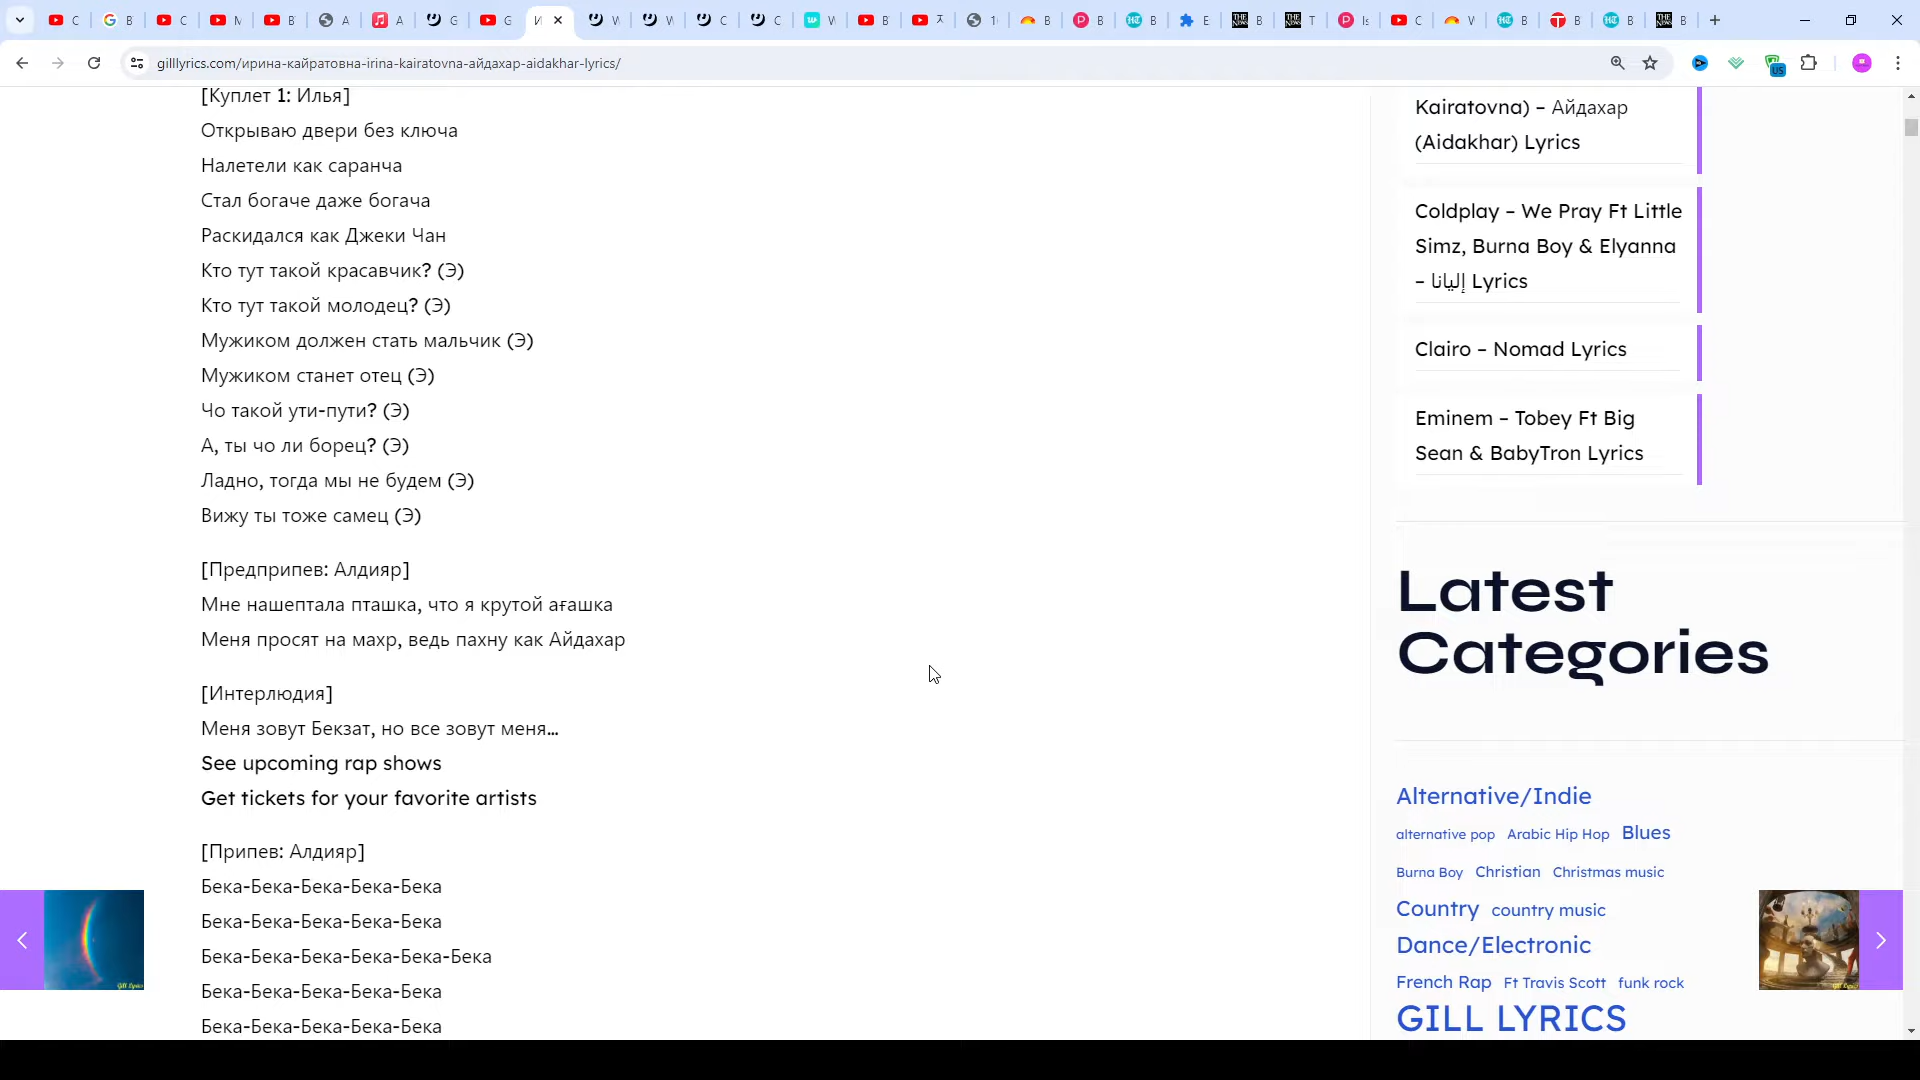 gilllyrics.com/ирина-кайратовна-irina-kairatovna-айдахар-aidakhar-lyrics/
[Куплет 1: Илья]
Открываю двери без ключа
Налетели как саранча
Стал богаче даже богача
Раскидался как Джеки Чан
Кто тут такой красавчик? (Э)
Кто тут такой молодец? (Э)
Мужиком должен стать мальчик (Э)
Мужиком станет отец (Э)
Чо такой ути-пути? (Э)
А, ты чо ли борец? (Э)
Ладно, тогда мы не будем (Э)
Вижу ты тоже самец (Э)
[Предприпев: Алдияр]
Мне нашептала пташка, что я крутой ағашка
Меня просят на махр, ведь пахну как Айдахар
[Интерлюдия]
Меня зовут Бекзат, но все зовут меня...
See upcoming rap shows
Get tickets for your favorite artists
[Припев: Алдияр]
Бека-Бека-Бека-Бека-Бека
Бека-Бека-Бека-Бека-Бека
Бека-Бека-Бека-Бека-Бека-Бека
Бека-Бека-Бека-Бека-Бека
Бека-Бека-Бека-Бека-Бека
Kairatovna) – Айдахар
(Aidakhar) Lyrics
Coldplay – We Pray Ft Little
Simz, Burna Boy & Elyanna
– إليانا Lyrics
Clairo – Nomad Lyrics
Eminem – Tobey Ft Big
Sean & BabyTron Lyrics
Latest
Categories
Alternative/Indie
alternative pop Arabic Hip Hop Blues
Burna Boy Christian Christmas music
Country country music
Dance/Electronic
French Rap Ft Travis Scott funk rock
GILL LYRICS
Gill Lyrics